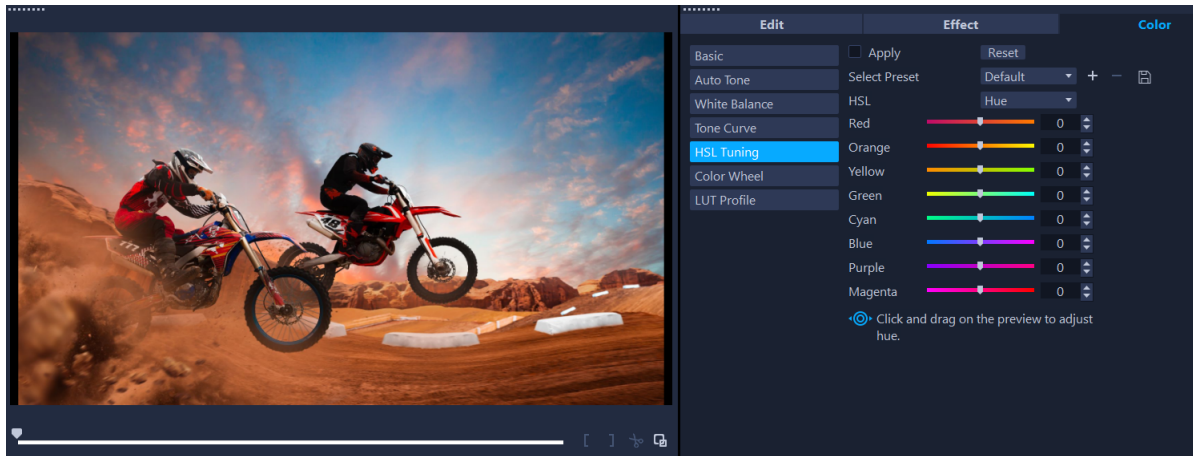 Edit
Effect
Color
Basic
Auto Tone
White Balance
Tone Curve
HSL Tuning
Color Wheel
LUT Profile
Apply
Reset
Select Preset Default
HSL Hue
Red 0
Orange 0
Yellow 0
Green 0
Cyan 0
Blue 0
Purple 0
Magenta 0
Click and drag on the preview to adjust
hue.